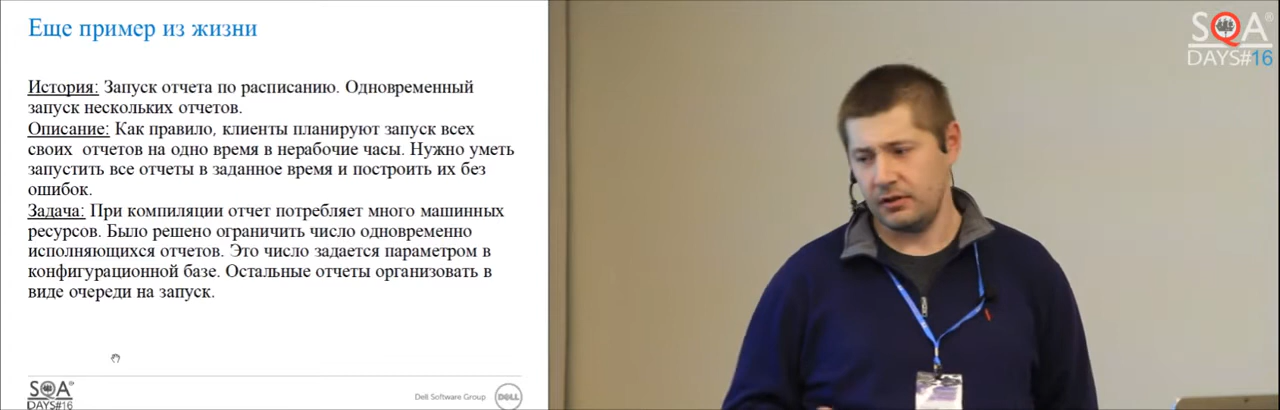 Еще пример из жизни
История: Запуск отчета по расписанию. Одновременный
запуск нескольких отчетов.
Описание: Как правило, клиенты планируют запуск всех
своих отчетов на одно время в нерабочие часы. Нужно уметь
запустить все отчеты в заданное время и построить их без
ошибок.
Задача: При компиляции отчет потребляет много машинных
ресурсов. Было решено ограничить число одновременно
исполняющихся отчетов. Это число задается параметром в
конфигурационной базе. Остальные отчеты организовать в
виде очереди на запуск.
SQA
DAYS#16
Dell Software Group
DELL
SQA
DAYS#16